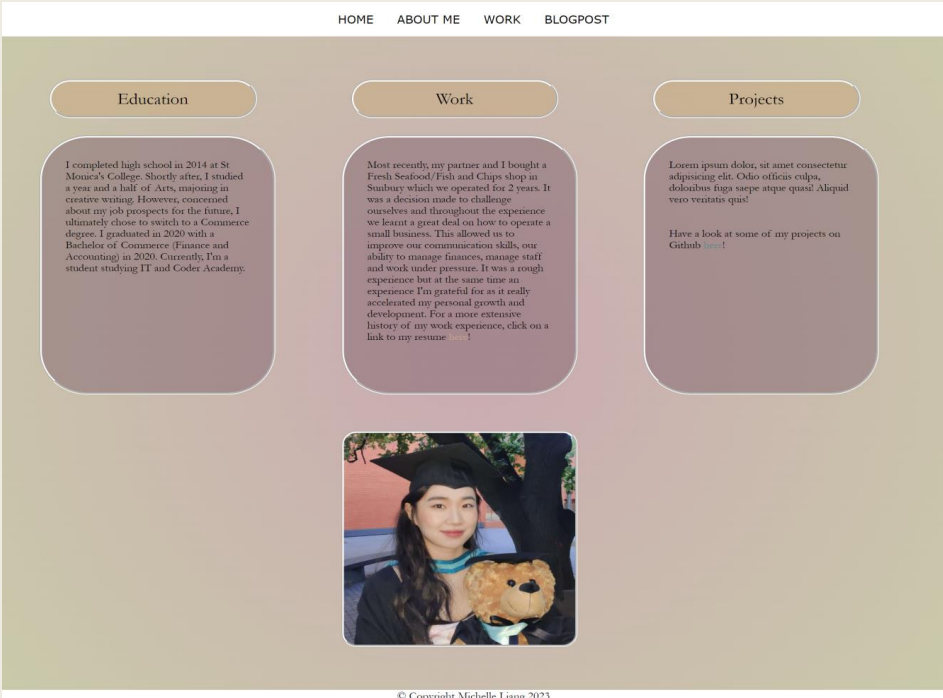 HOME ABOUT ME WORK BLOGPOST
Education
I completed high school in 2014 at St
Monica's College. Shortly after, I studied
a year and a half of Arts, majoring in
creative writing. However, concerned
about my job prospects for the future, I
ultimately chose to switch to a Commerce
degree. I graduated in 2020 with a
Bachelor of Commerce (Finance and
Accounting) in 2020. Currently, I'm a
student studying IT and Coder Academy.
Work
Most recently, my partner and I bought a
Fresh Seafood/Fish and Chips shop in
Sunbury which we operated for 2 years. It
was a decision made to challenge
ourselves and throughout the experience
we learnt a great deal on how to operate a
small business. This allowed us to
improve our communication skills, our
ability to manage finances, manage staff
and work under pressure. It was a rough
experience but at the same time an
experience I'm grateful for as it really
accelerated my personal growth and
development. For a more extensive
history of my work experience, click on a
link to my resume here!
Projects
Lorem ipsum dolor, sit amet consectetur
adipisicing elit. Odio officiis culpa,
doloribus fuga saepe atque quasi! Aliquid
vero veritatis quis!
Have a look at some of my projects on
Github here!
© Copyright Michelle Liang 2023